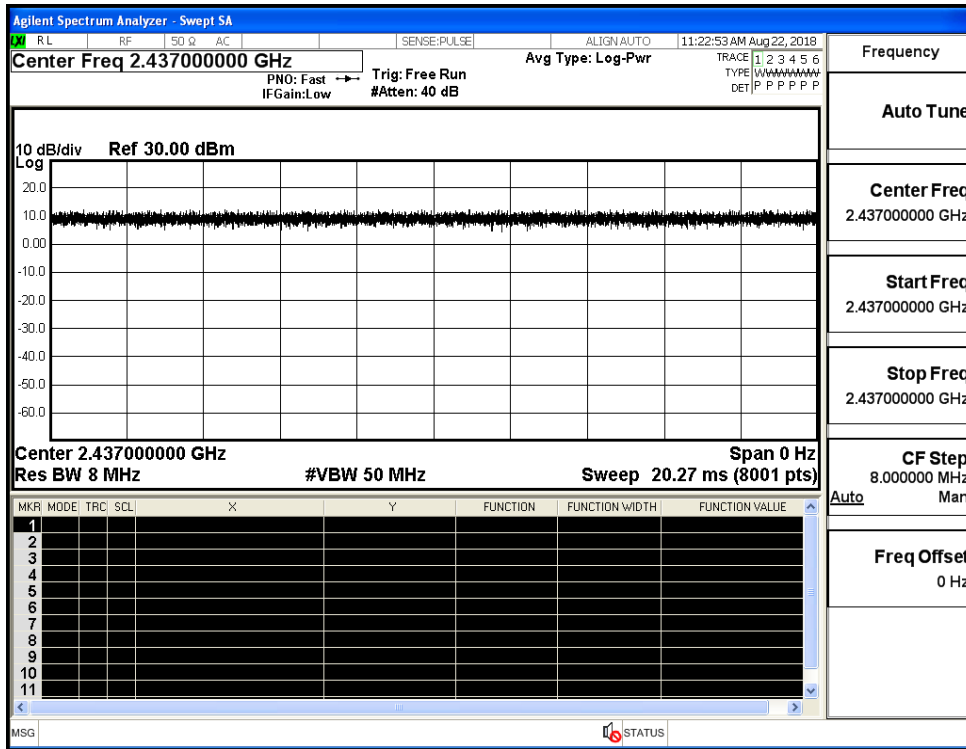 Agilent Spectrum Analyzer - Swept SA
LXI RL RF 50 Ω AC SENSE:PULSE ALIGN AUTO 11:22:53 AM Aug 22, 2018
Center Freq 2.437000000 GHz
Avg Type: Log-Pwr
TRACE 1 2 3 4 5 6
PNO: Fast
Trig: Free Run
TYPE
IFGain:Low
#Atten: 40 dB
DET P P P P P P
10 dB/div Ref 30.00 dBm
Log
20.0
10.0
0.00
-10.0
-20.0
-30.0
-40.0
-50.0
-60.0
Center 2.437000000 GHz Span 0 Hz
Res BW 8 MHz #VBW 50 MHz Sweep 20.27 ms (8001 pts)
MKR MODE TRC SCL X Y FUNCTION FUNCTION WIDTH FUNCTION VALUE
1
2
3
4
5
6
7
8
9
10
11
MSG STATUS
Frequency
Auto Tune
Center Freq
2.437000000 GHz
Start Freq
2.437000000 GHz
Stop Freq
2.437000000 GHz
CF Step
8.000000 MHz
Auto Man
Freq Offset
0 Hz